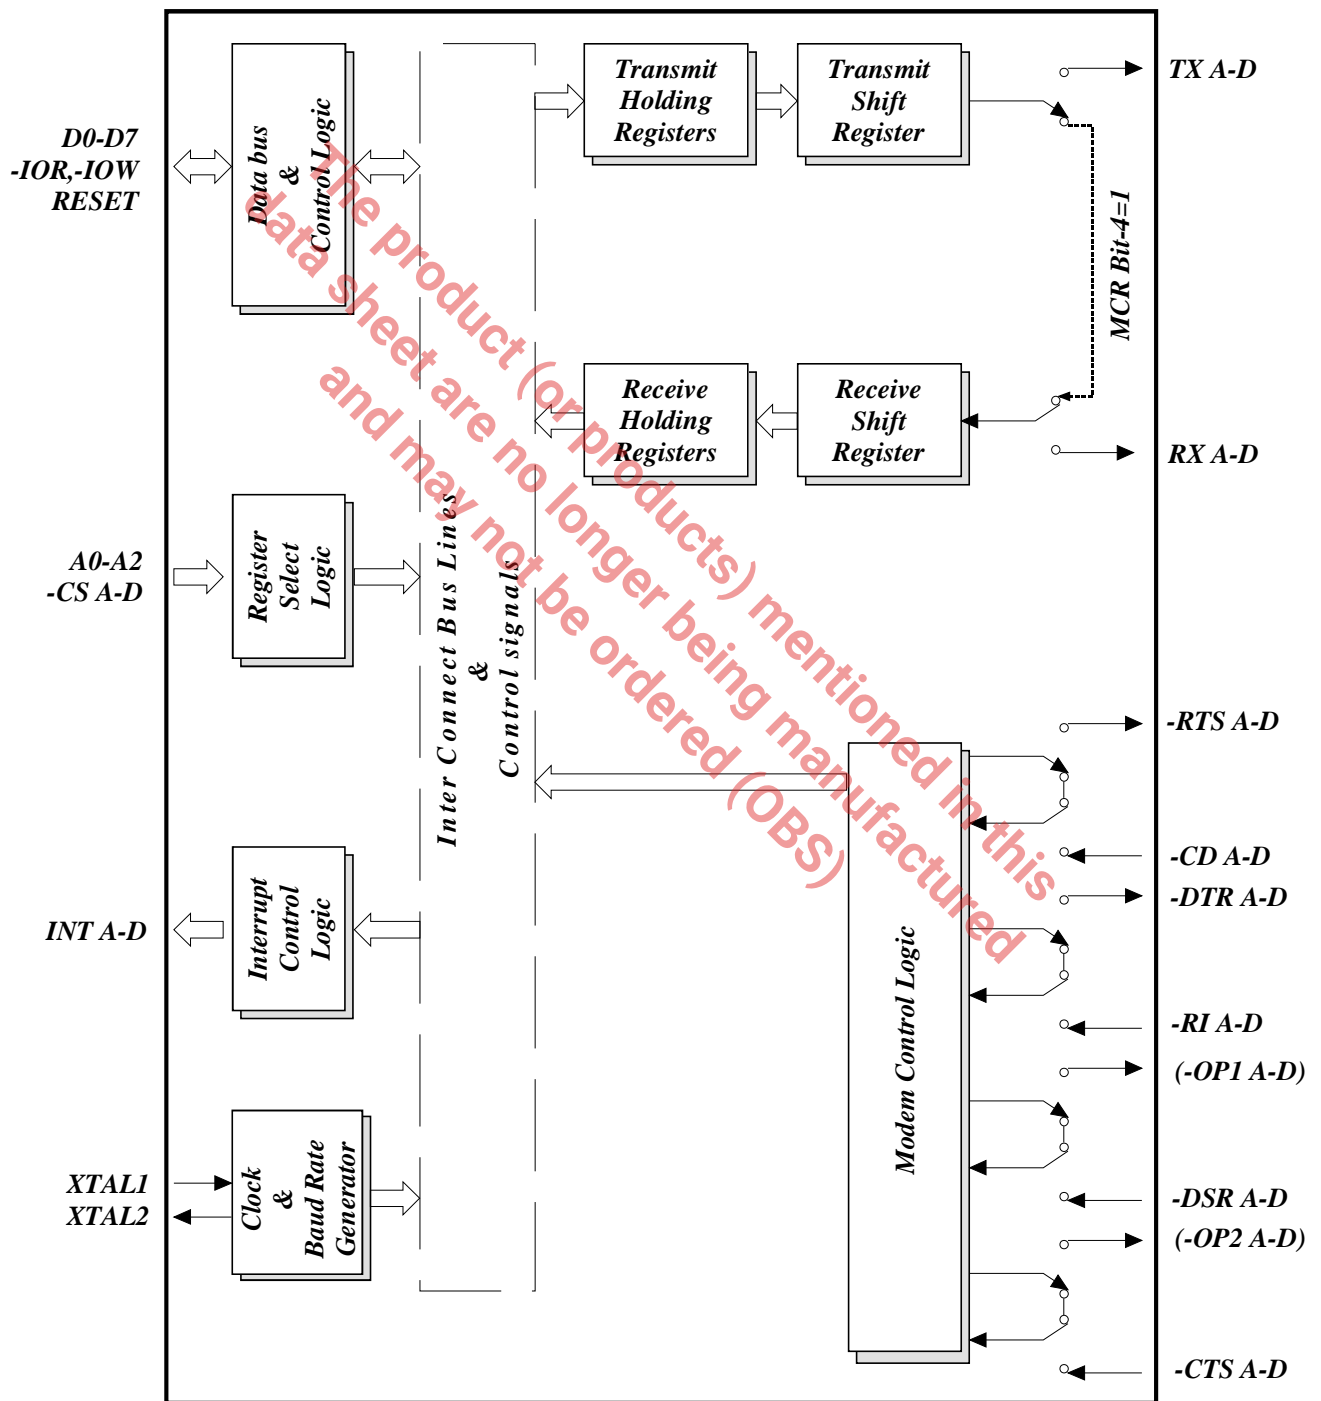 D0-D7
-IOR,-IOW
RESET
Data bus
&
Control Logic
A0-A2
-CS A-D
Register
Select
Logic
INT A-D
Interrupt
Control
Logic
XTAL1
XTAL2
Clock
&
Baud Rate
Generator
Inter Connect Bus Lines
&
Control signals
Transmit
Holding
Registers
Transmit
Shift
Register
Receive
Holding
Registers
Receive
Shift
Register
Modem Control Logic
MCR Bit-4=1
TX A-D
RX A-D
-RTS A-D
-CD A-D
-DTR A-D
-RI A-D
(-OP1 A-D)
-DSR A-D
(-OP2 A-D)
-CTS A-D
The product (or products) mentioned in this
data sheet are no longer being manufactured
and may not be ordered (OBS)